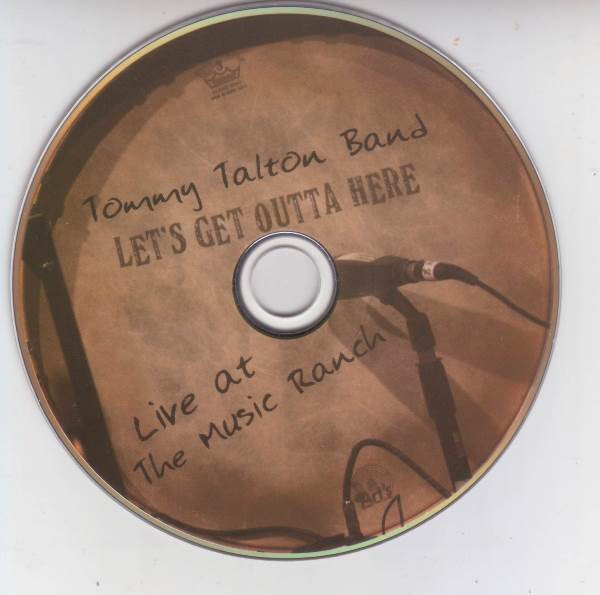 Tommy Talton Band
LET'S GET OUTTA HERE
Live at
The Music Ranch